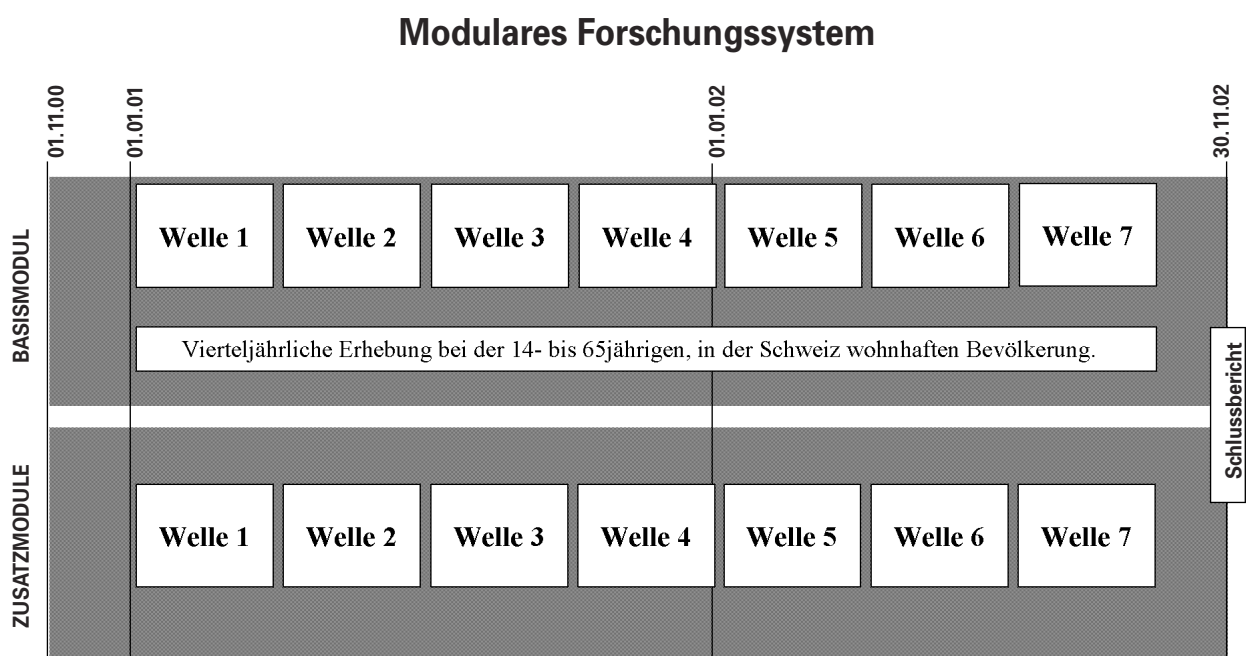 Modulares Forschungssystem
01.11.00
01.01.01
01.01.02
30.11.02
BASISMODUL
Welle 1
Welle 2
Welle 3
Welle 4
Welle 5
Welle 6
Welle 7
Vierteljährliche Erhebung bei der 14- bis 65jährigen, in der Schweiz wohnhaften Bevölkerung.
Schlussbericht
ZUSATZMODULE
Welle 1
Welle 2
Welle 3
Welle 4
Welle 5
Welle 6
Welle 7